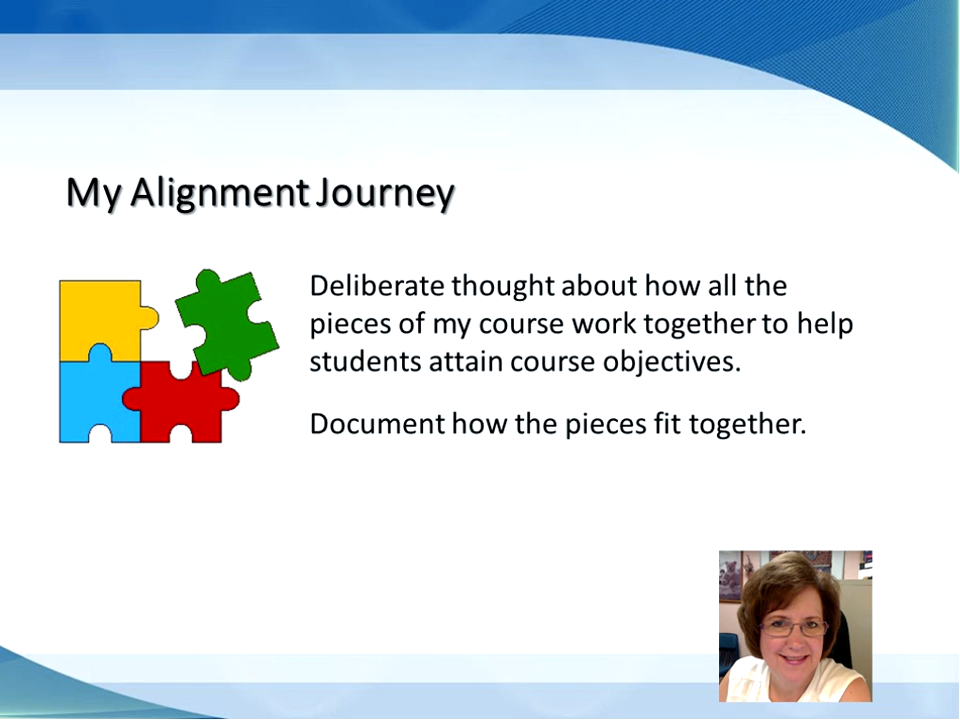 My Alignment Journey
Deliberate thought about how all the
pieces of my course work together to help
students attain course objectives.
Document how the pieces fit together.